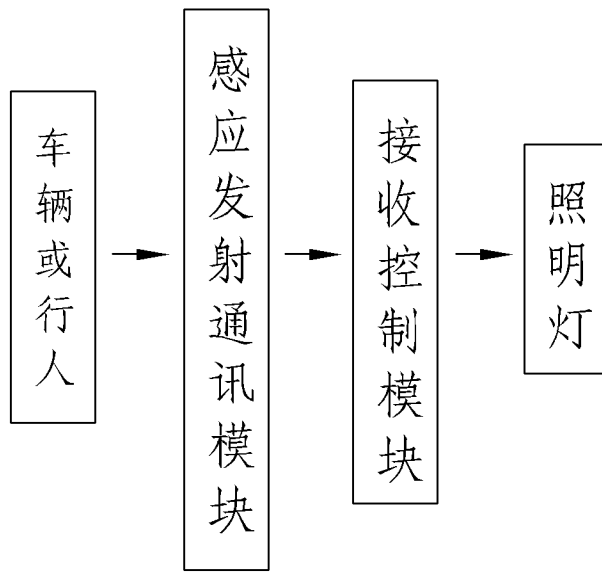 车辆或行人
感应发射通讯模块
接收控制模块
照明灯